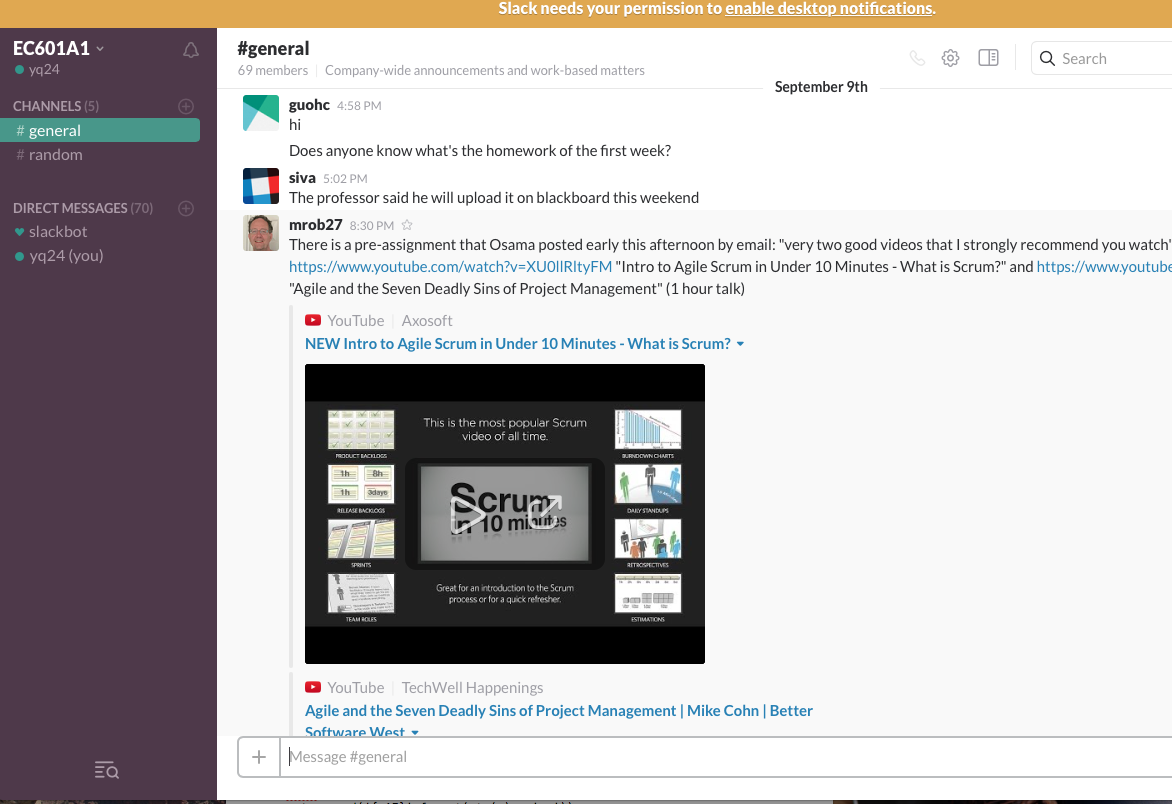 Slack needs your permission to enable desktop notifications.
EC601A1
yq24
CHANNELS (5)
# general
# random
DIRECT MESSAGES (70)
slackbot
yq24 (you)
#general
69 members
Company-wide announcements and work-based matters
Search
September 9th
guohc 4:58 PM
hi
Does anyone know what's the homework of the first week?
siva 5:02 PM
The professor said he will upload it on blackboard this weekend
mrob27 8:30 PM
There is a pre-assignment that Osama posted early this afternoon by email: "very two good videos that I strongly recommend you watch"
https://www.youtube.com/watch?v=XU0llRltyFM "Intro to Agile Scrum in Under 10 Minutes - What is Scrum?" and https://www.youtube
"Agile and the Seven Deadly Sins of Project Management" (1 hour talk)
YouTube Axosoft
NEW Intro to Agile Scrum in Under 10 Minutes - What is Scrum?
This is the most popular Scrum
video of all time.
PRODUCT BACKLOGS
BURNDOWN CHARTS
1h 8h
1h 3days
Scrum
10 minutes
RELEASE BACKLOGS
DAILY STANDUPS
SPRINTS
RETROSPECTIVES
Great for an introduction to the Scrum
process or for a quick refresher.
TEAM ROLES
ESTIMATIONS
YouTube TechWell Happenings
Agile and the Seven Deadly Sins of Project Management | Mike Cohn | Better
Software West
Message #general